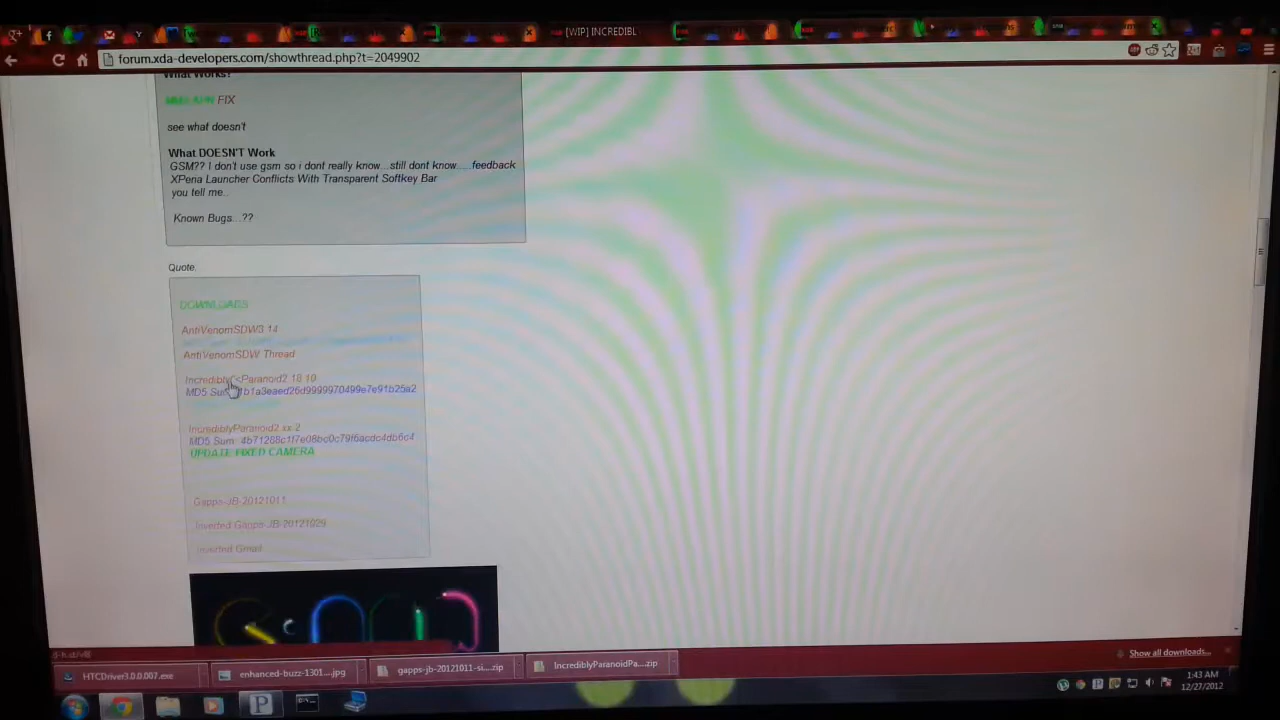 [WIP] INCREDIBL
forum.xda-developers.com/showthread.php?t=2049902
What Works?
FIX
see what doesn't
What DOESN'T Work
GSM?? I don't use gsm so i dont really know...still dont know.....feedback
XPena Launcher Conflicts With Transparent Softkey Bar
you tell me..
Known Bugs...??
Quote:
DOWNLOADS
AntiVenomSDW3.14
AntiVenomSDW Thread
MD5
IncrediblyParanoid2.xx.2
MD5 Sum: 4b71288c1f7e08bc0c79f6acdc4db6c4
UPDATE FIXED CAMERA
Gapps-JB-20121011
Inverted Gapps-JB-20121029
Inverted Gmail
HTCDriver3.0.0.007.exe
enhanced-buzz-1301....jpg
gapps-jb-20121011-si....zip
IncrediblyParanoidPa....zip
Show all downloads...
1:43 AM
12/27/2012